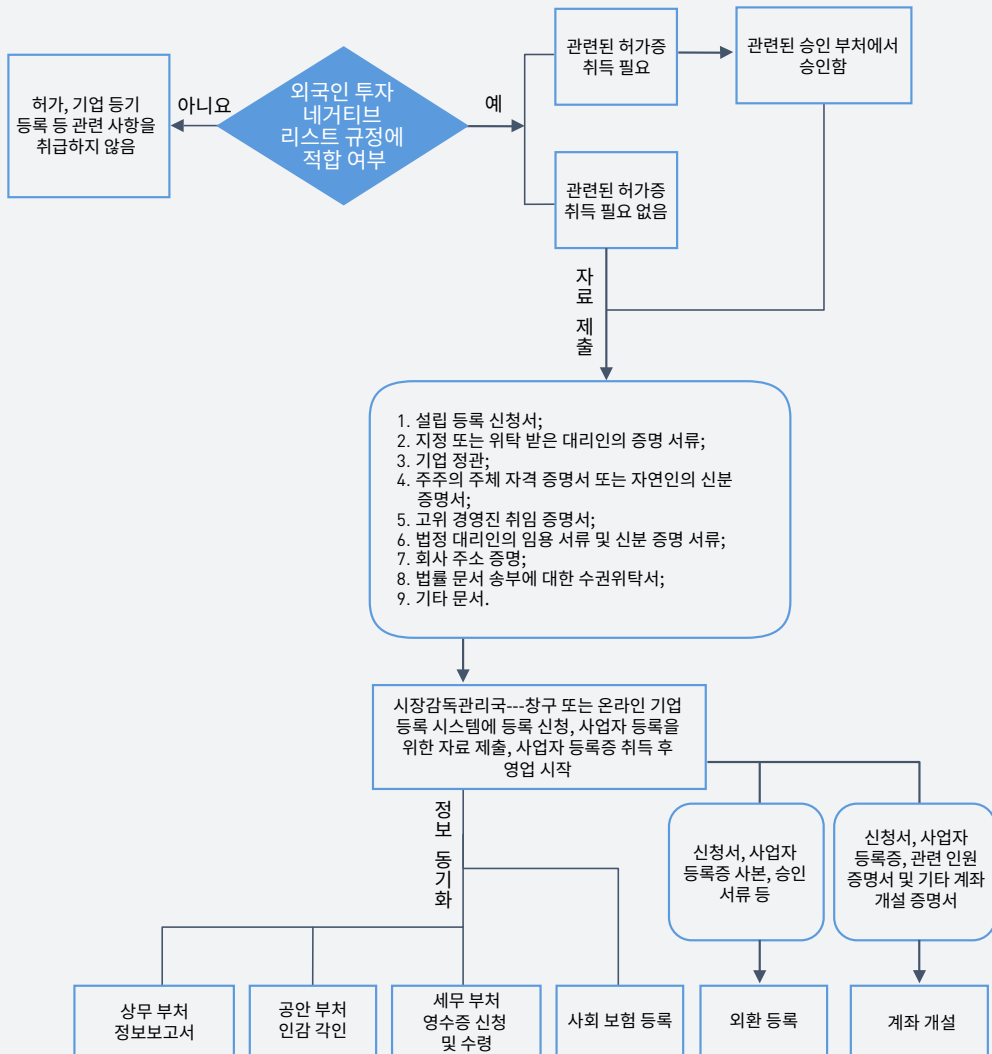 허가, 기업 등기
등록 등 관련 사항을
취급하지 않음
아니요
외국인 투자
네거티브
리스트 규정에
적합 여부
예
관련된 허가증
취득 필요
관련된 승인 부처에서
승인함
관련된 허가증
취득 필요 없음
자료 제출
1. 설립 등록 신청서;
2. 지정 또는 위탁 받은 대리인의 증명 서류;
3. 기업 정관;
4. 주주의 주체 자격 증명서 또는 자연인의 신분
증명서;
5. 고위 경영진 취임 증명서;
6. 법정 대리인의 임용 서류 및 신분 증명 서류;
7. 회사 주소 증명;
8. 법률 문서 송부에 대한 수권위탁서;
9. 기타 문서.
시장감독관리국---창구 또는 온라인 기업
등록 시스템에 등록 신청, 사업자 등록을
위한 자료 제출, 사업자 등록증 취득 후
영업 시작
정보 동기화
신청서, 사업자
등록증 사본, 승인
서류 등
신청서, 사업자
등록증, 관련 인원
증명서 및 기타 계좌
개설 증명서
상무 부처
정보보고서
공안 부처
인감 각인
세무 부처
영수증 신청
및 수령
사회 보험 등록
외환 등록
계좌 개설